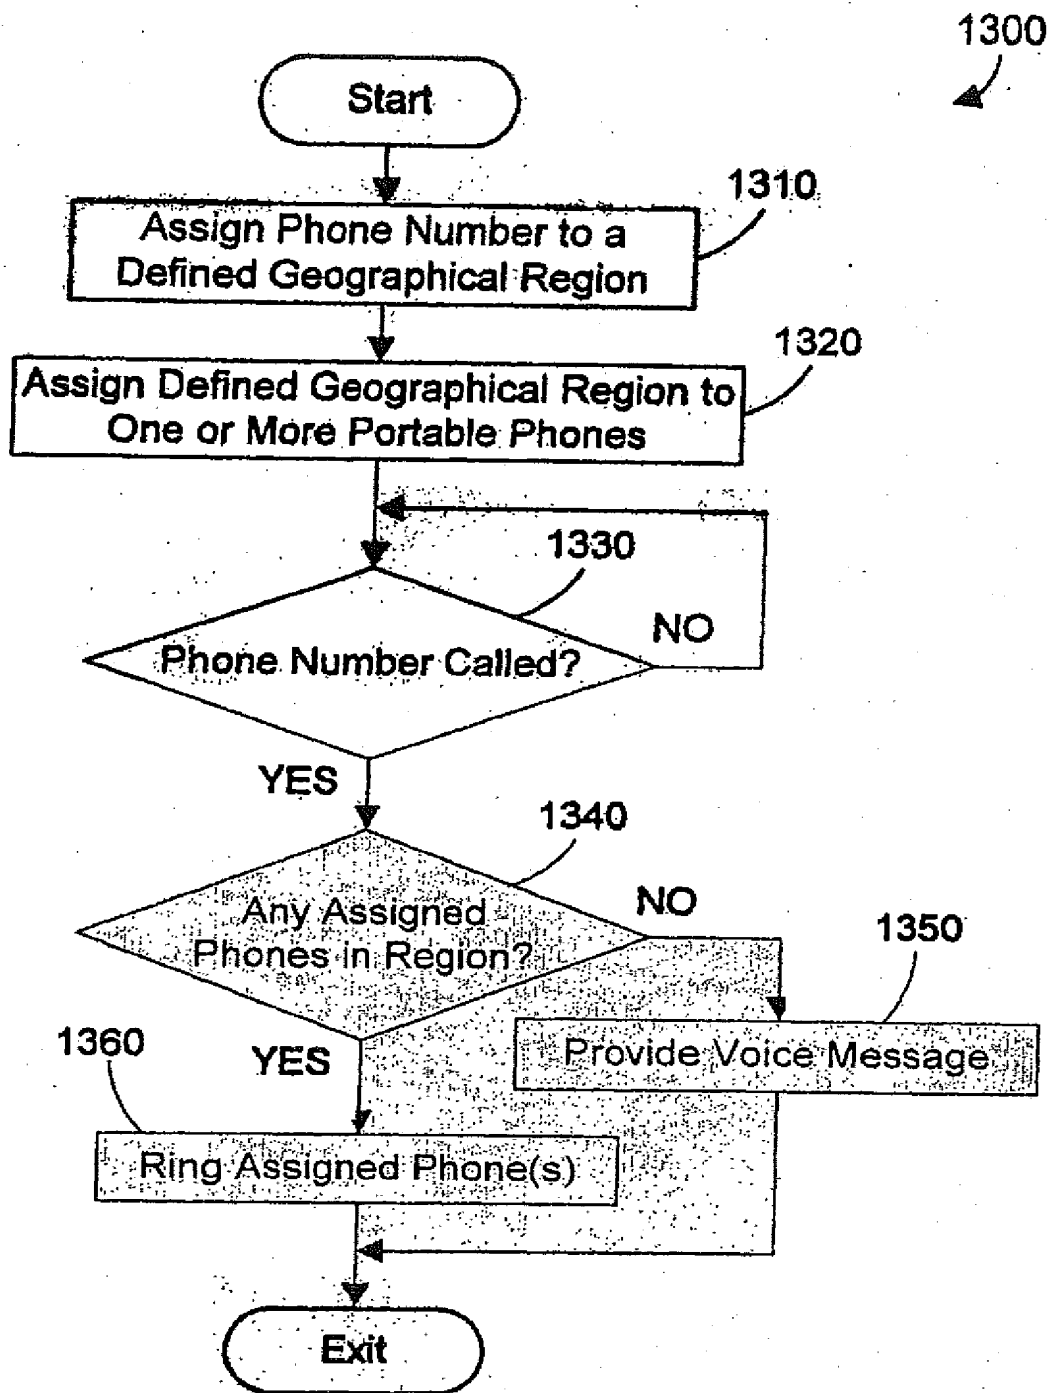 1300
Start
1310
Assign Phone Number to a
Defined Geographical Region
1320
Assign Defined Geographical Region to
One or More Portable Phones
1330
NO
Phone Number Called?
YES
1340
NO
Any Assigned
Phones in Region?
1350
1360
YES
Provide Voice Message
Ring Assigned Phone(s)
Exit